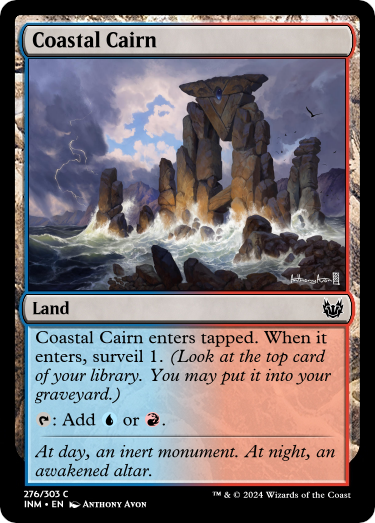 Coastal Cairn
Anthony Avon
Land
Coastal Cairn enters tapped. When it
enters, surveil 1. (Look at the top card
of your library. You may put it into your
graveyard.)
: Add or .
At day, an inert monument. At night, an
awakened altar.
276/303 C
INM • EN Anthony Avon
™ & © 2024 Wizards of the Coast